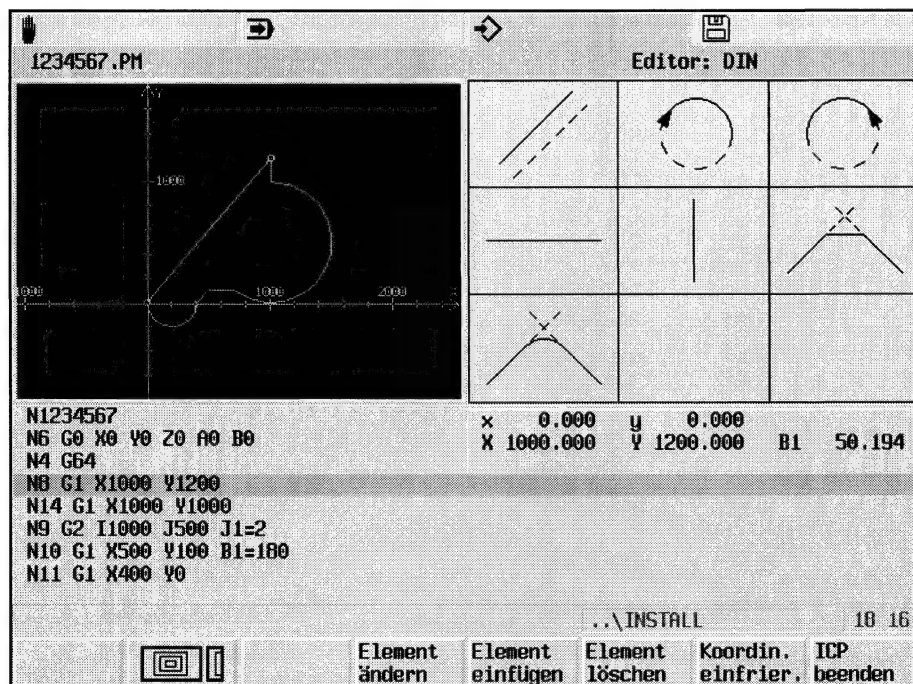 1234567.PM
Editor: DIN
Y
1000
1000
1000
2000
X
N1234567
N6 G0 X0 Y0 Z0 A0 B0
N4 G64
N8 G1 X1000 Y1200
N14 G1 X1000 Y1000
N9 G2 I1000 J500 J1=2
N10 G1 X500 Y100 B1=180
N11 G1 X400 Y0
x 0.000 y 0.000
X 1000.000 Y 1200.000 B1 50.194
..\INSTALL 18 16
Element ändern
Element einfügen
Element löschen
Koordin. einfrier.
ICP beenden